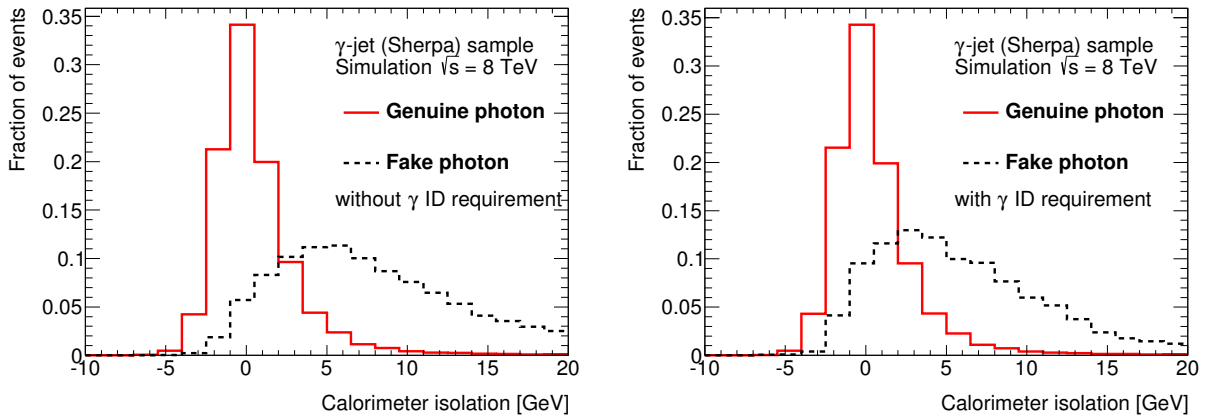 Fraction of events
0.35
0.3
0.25
0.2
0.15
0.1
0.05
0
-10
-5
0
5
10
15
20
γ-jet (Sherpa) sample
Simulation √s = 8 TeV
Genuine photon
Fake photon
without γ ID requirement
Calorimeter isolation [GeV]
Fraction of events
0.35
0.3
0.25
0.2
0.15
0.1
0.05
0
-10
-5
0
5
10
15
20
γ-jet (Sherpa) sample
Simulation √s = 8 TeV
Genuine photon
Fake photon
with γ ID requirement
Calorimeter isolation [GeV]